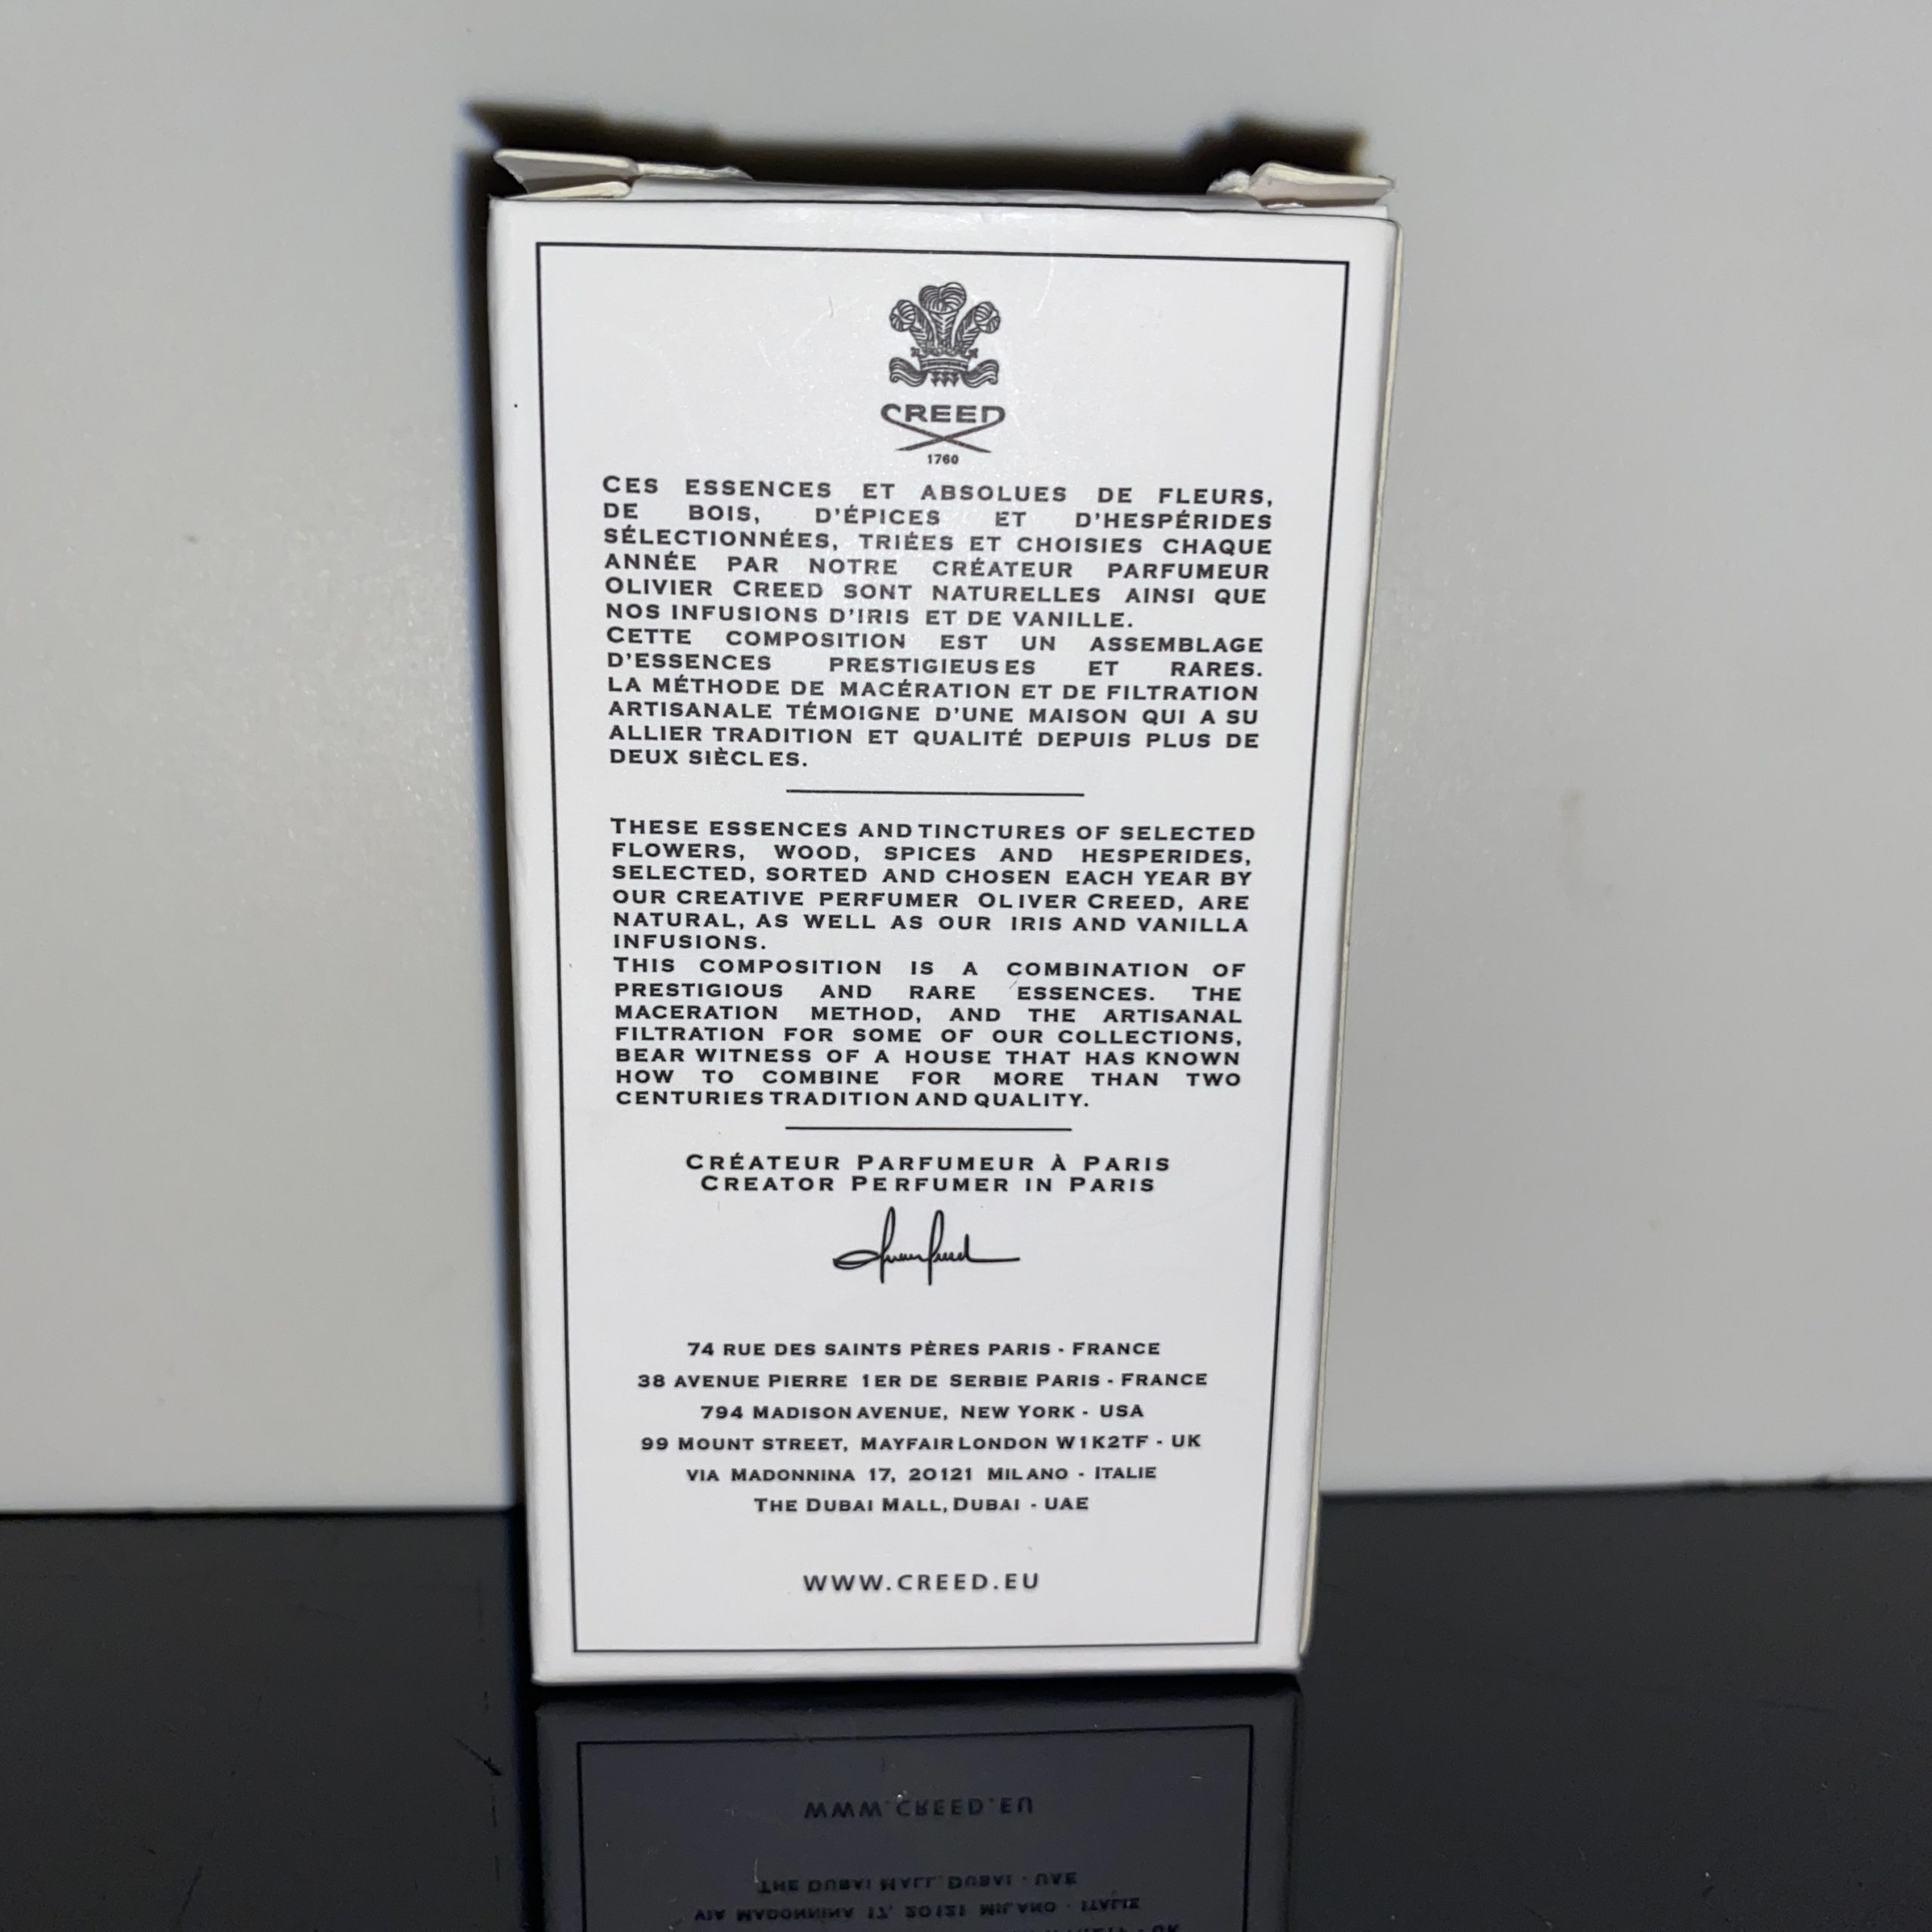 CREED
1760
CES ESSENCES ET ABSOLUES DE FLEURS,
DE BOIS, D'ÉPICES ET D'HESPÉRIDES
SÉLECTIONNÉES, TRIÉES ET CHOISIES CHAQUE
ANNÉE PAR NOTRE CRÉATEUR PARFUMEUR
OLIVIER CREED SONT NATURELLES AINSI QUE
NOS INFUSIONS D'IRIS ET DE VANILLE.
CETTE COMPOSITION EST UN ASSEMBLAGE
D'ESSENCES PRESTIGIEUSES ET RARES.
LA MÉTHODE DE MACÉRATION ET DE FILTRATION
ARTISANALE TÉMOIGNE D'UNE MAISON QUI A SU
ALLIER TRADITION ET QUALITÉ DEPUIS PLUS DE
DEUX SIÈCLES.
THESE ESSENCES AND TINCTURES OF SELECTED
FLOWERS, WOOD, SPICES AND HESPERIDES,
SELECTED, SORTED AND CHOSEN EACH YEAR BY
OUR CREATIVE PERFUMER OLIVER CREED, ARE
NATURAL, AS WELL AS OUR IRIS AND VANILLA
INFUSIONS.
THIS COMPOSITION IS A COMBINATION OF
PRESTIGIOUS AND RARE ESSENCES. THE
MACERATION METHOD, AND THE ARTISANAL
FILTRATION FOR SOME OF OUR COLLECTIONS,
BEAR WITNESS OF A HOUSE THAT HAS KNOWN
HOW TO COMBINE FOR MORE THAN TWO
CENTURIES TRADITION AND QUALITY.
CRÉATEUR PARFUMEUR À PARIS
CREATOR PERFUMER IN PARIS
74 RUE DES SAINTS PÈRES PARIS - FRANCE
38 AVENUE PIERRE 1ER DE SERBIE PARIS - FRANCE
794 MADISON AVENUE, NEW YORK - USA
99 MOUNT STREET, MAYFAIR LONDON W1K2TF - UK
VIA MADONNINA 17, 20121 MILANO - ITALIE
THE DUBAI MALL, DUBAI - UAE
WWW.CREED.EU